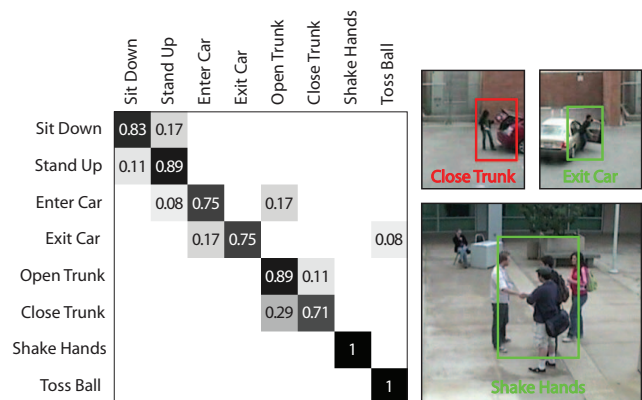 Sit Down
Stand Up
Enter Car
Exit Car
Open Trunk
Close Trunk
Shake Hands
Toss Ball
Sit Down 0.83 0.17
Stand Up 0.11 0.89
Enter Car 0.08 0.75 0.17
Exit Car 0.17 0.75 0.08
Open Trunk 0.89 0.11
Close Trunk 0.29 0.71
Shake Hands 1
Toss Ball 1
Close Trunk
Exit Car
Shake Hands